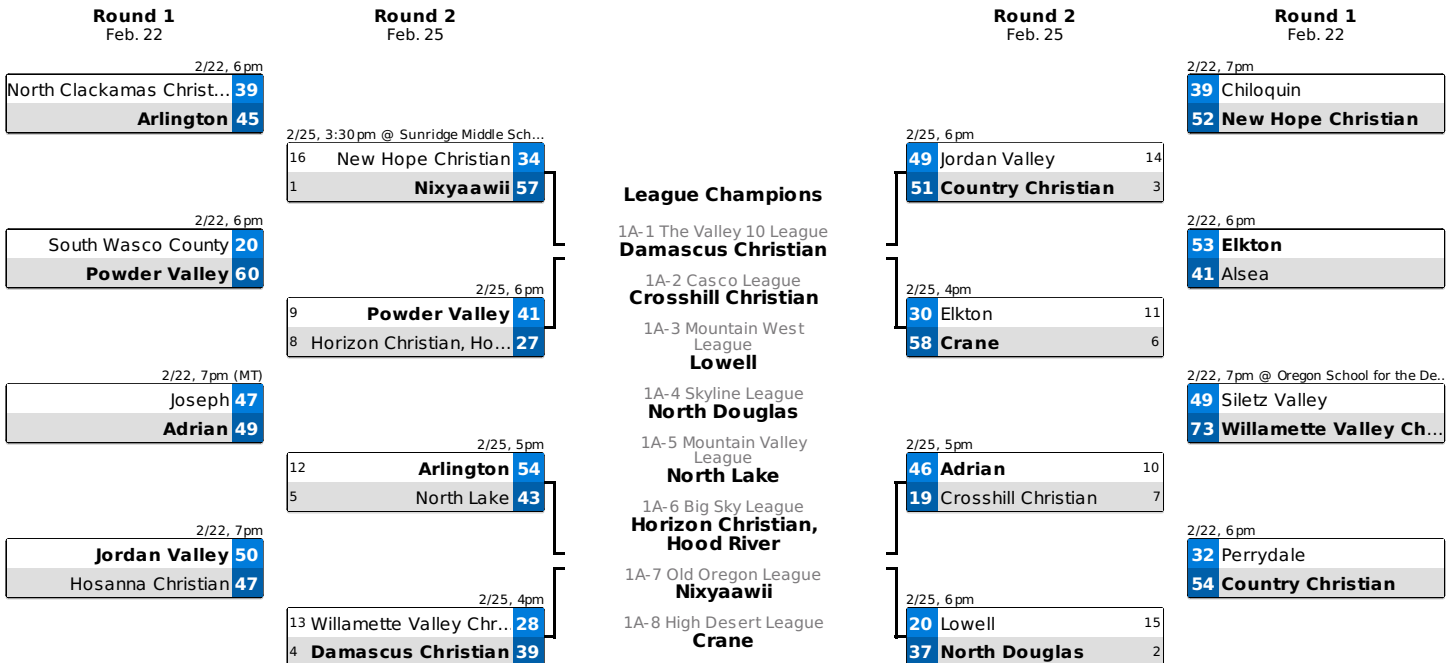 Round 1
Feb. 22
2/22, 6pm
North Clackamas Christ... 39
Arlington 45
2/22, 6pm
South Wasco County 20
Powder Valley 60
2/22, 7pm (MT)
Joseph 47
Adrian 49
2/22, 7pm
Jordan Valley 50
Hosanna Christian 47
Round 2
Feb. 25
2/25, 3:30pm @ Sunridge Middle Sch...
16 New Hope Christian 34
1 Nixyaawii 57
2/25, 6pm
9 Powder Valley 41
8 Horizon Christian, Ho... 27
2/25, 5pm
12 Arlington 54
5 North Lake 43
2/25, 4pm
13 Willamette Valley Chr... 28
4 Damascus Christian 39
League Champions
1A-1 The Valley 10 League
Damascus Christian
1A-2 Casco League
Crosshill Christian
1A-3 Mountain West
League
Lowell
1A-4 Skyline League
North Douglas
1A-5 Mountain Valley
League
North Lake
1A-6 Big Sky League
Horizon Christian,
Hood River
1A-7 Old Oregon League
Nixyaawii
1A-8 High Desert League
Crane
Round 2
Feb. 25
2/25, 6pm
49 Jordan Valley 14
51 Country Christian 3
2/25, 4pm
30 Elkton 11
58 Crane 6
2/25, 5pm
46 Adrian 10
19 Crosshill Christian 7
2/25, 6pm
20 Lowell 15
37 North Douglas 2
Round 1
Feb. 22
2/22, 7pm
39 Chiloquin
52 New Hope Christian
2/22, 6pm
53 Elkton
41 Alsea
2/22, 7pm @ Oregon School for the De...
49 Siletz Valley
73 Willamette Valley Ch...
2/22, 6pm
32 Perrydale
54 Country Christian